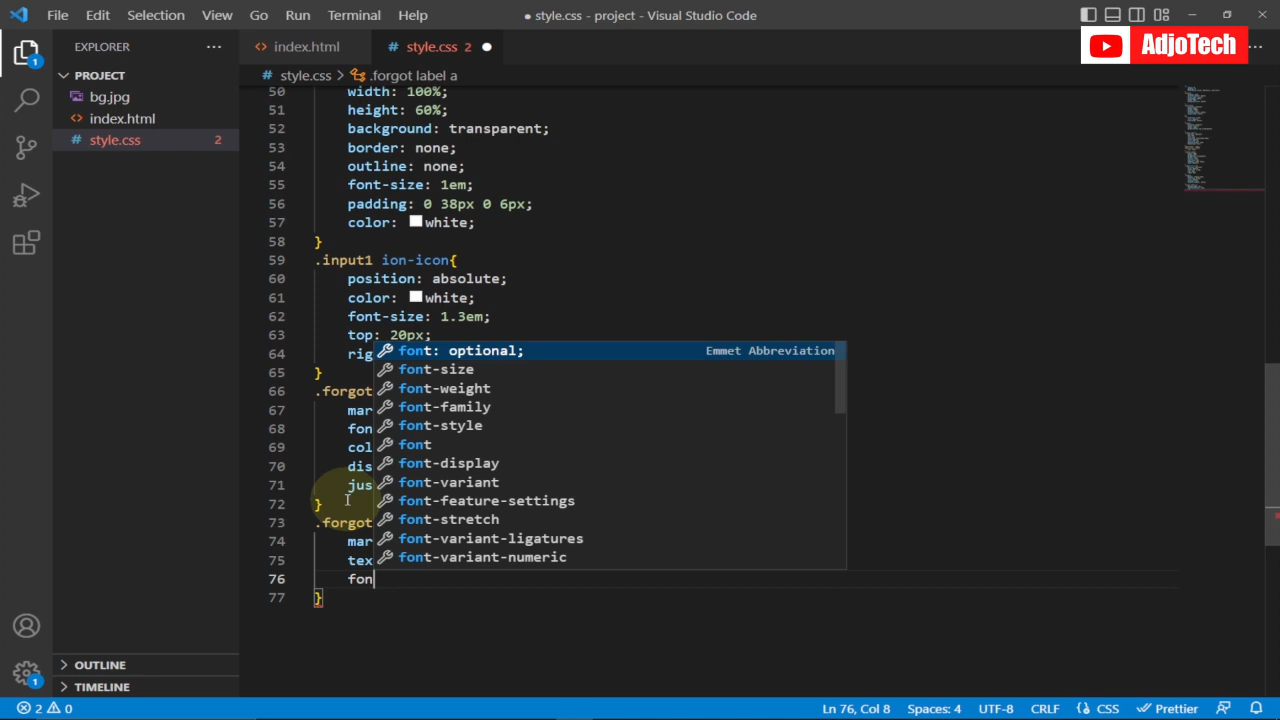 File Edit Selection View Go Run Terminal Help
● style.css - project - Visual Studio Code
AdjoTech
EXPLORER ···
index.html
style.css 2 ●
PROJECT
bg.jpg
index.html
style.css 2
style.css > .forgot label a
50 width: 100%;
51 height: 60%;
52 background: transparent;
53 border: none;
54 outline: none;
55 font-size: 1em;
56 padding: 0 38px 0 6px;
57 color: white;
58 }
59 .input1 ion-icon{
60 position: absolute;
61 color: white;
62 font-size: 1.3em;
63 top: 20px;
64 rig
65 }
66 .forgot
67 mar
68 fon
69 col
70 dis
71 jus
72 }
73 .forgot
74 mar
75 tex
76 fon
77 }
font: optional; Emmet Abbreviation
font-size
font-weight
font-family
font-style
font
font-display
font-variant
font-feature-settings
font-stretch
font-variant-ligatures
font-variant-numeric
1
1
OUTLINE
TIMELINE
2 0 Ln 76, Col 8 Spaces: 4 UTF-8 CRLF {} CSS Prettier